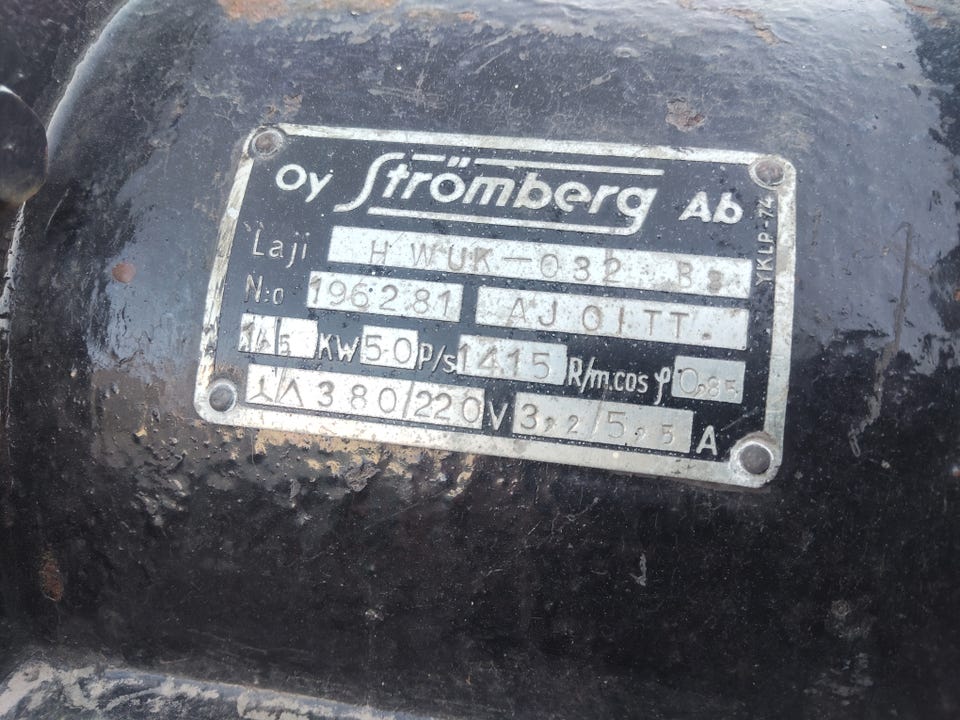 Oy Strömberg Ab
Laji HWUK-032 B3
N:o 196281 AJOITT.
1,5 KW 50 P/s 1415 R/m. cos φ 0,85
⅄Λ 380/220 V 3,2/5,5 A
YKLP-74